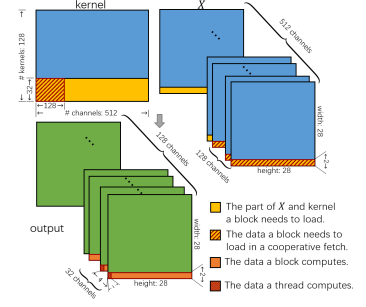 kernel
X
# kernels: 128
32
128
# channels: 512
512 channels
width: 28
128 channels
2
height: 28
128 channels
output
width: 28
32 channels
4
2
height: 28
The part of X and kernel
a block needs to load.
The data a block needs to
load in a cooperative fetch.
The data a block computes.
The data a thread computes.